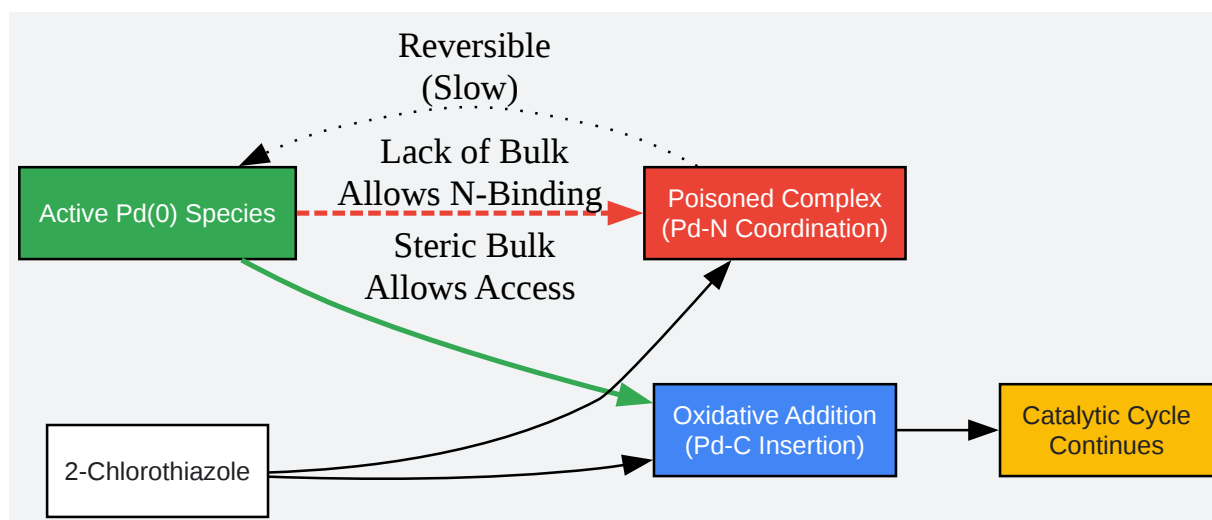 Reversible
(Slow)
Lack of Bulk
Allows N-Binding
Active Pd(0) Species
Poisoned Complex
(Pd-N Coordination)
Steric Bulk
Allows Access
2-Chlorothiazole
Oxidative Addition
(Pd-C Insertion)
Catalytic Cycle
Continues